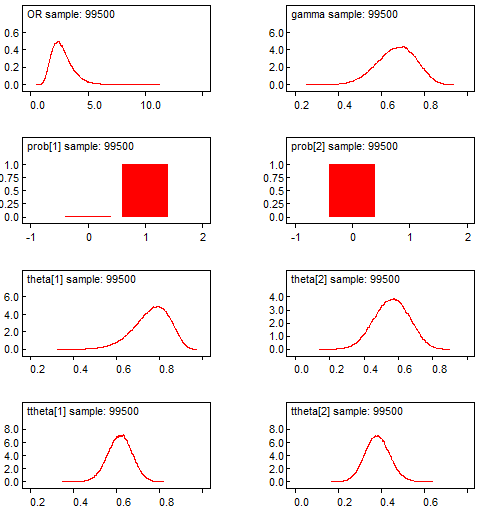 OR sample: 99500
0.6
0.4
0.2
0.0
0.0 5.0 10.0
gamma sample: 99500
6.0
4.0
2.0
0.0
0.2 0.4 0.6 0.8
prob[1] sample: 99500
1.0
0.75
0.5
0.25
0.0
-1 0 1 2
prob[2] sample: 99500
1.0
0.75
0.5
0.25
0.0
-1 0 1 2
theta[1] sample: 99500
6.0
4.0
2.0
0.0
0.2 0.4 0.6 0.8
theta[2] sample: 99500
4.0
3.0
2.0
1.0
0.0
0.0 0.2 0.4 0.6 0.8
ttheta[1] sample: 99500
8.0
6.0
4.0
2.0
0.0
0.2 0.4 0.6 0.8
ttheta[2] sample: 99500
8.0
6.0
4.0
2.0
0.0
0.0 0.2 0.4 0.6